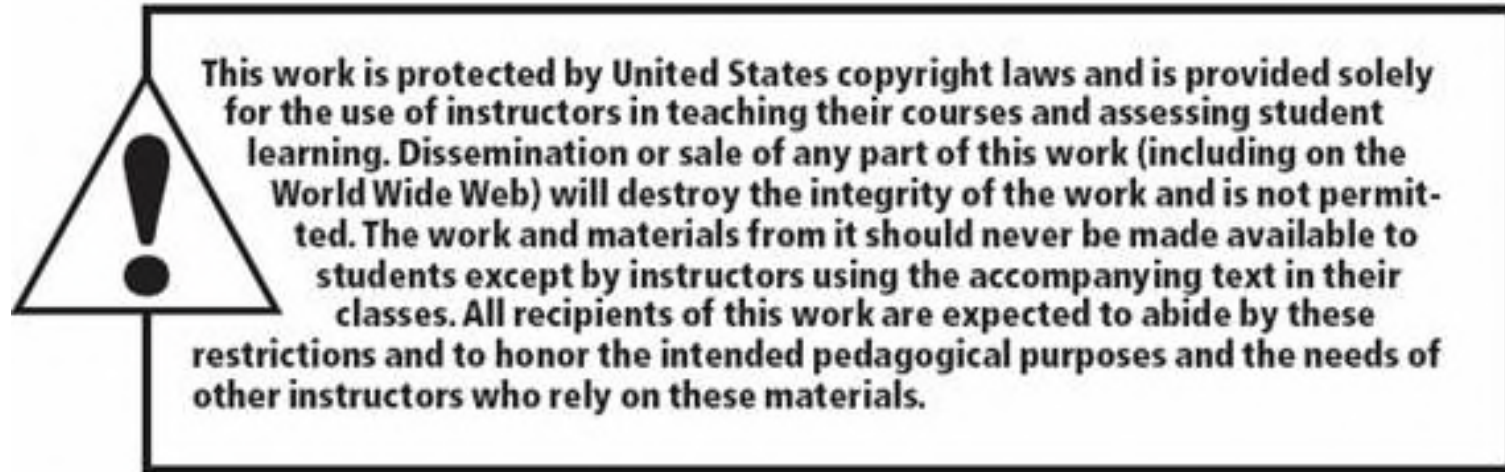 This work is protected by United States copyright laws and is provided solely
for the use of instructors in teaching their courses and assessing student
learning. Dissemination or sale of any part of this work (including on the
World Wide Web) will destroy the integrity of the work and is not permit-
ted. The work and materials from it should never be made available to
students except by instructors using the accompanying text in their
classes. All recipients of this work are expected to abide by these
restrictions and to honor the intended pedagogical purposes and the needs of
other instructors who rely on these materials.